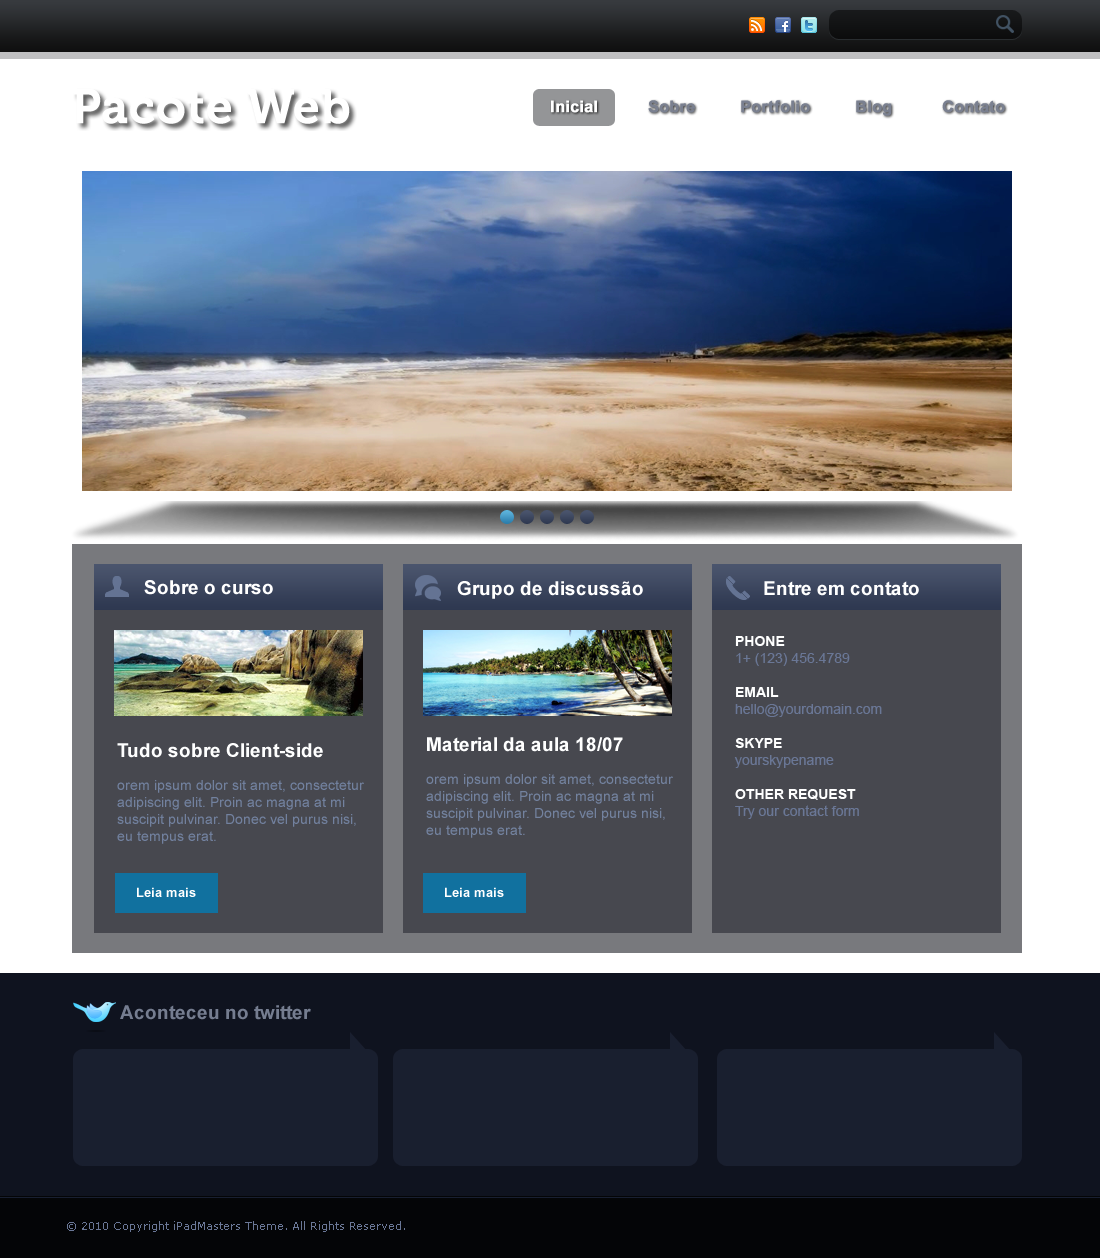 Pacote Web
Inicial
Sobre
Portfolio
Blog
Contato
Sobre o curso
Tudo sobre Client-side
orem ipsum dolor sit amet, consectetur
adipiscing elit. Proin ac magna at mi
suscipit pulvinar. Donec vel purus nisi,
eu tempus erat.
Leia mais
Grupo de discussão
Material da aula 18/07
orem ipsum dolor sit amet, consectetur
adipiscing elit. Proin ac magna at mi
suscipit pulvinar. Donec vel purus nisi,
eu tempus erat.
Leia mais
Entre em contato
PHONE
1+ (123) 456.4789
EMAIL
hello@yourdomain.com
SKYPE
yourskypename
OTHER REQUEST
Try our contact form
Aconteceu no twitter
© 2010 Copyright iPadMasters Theme. All Rights Reserved.